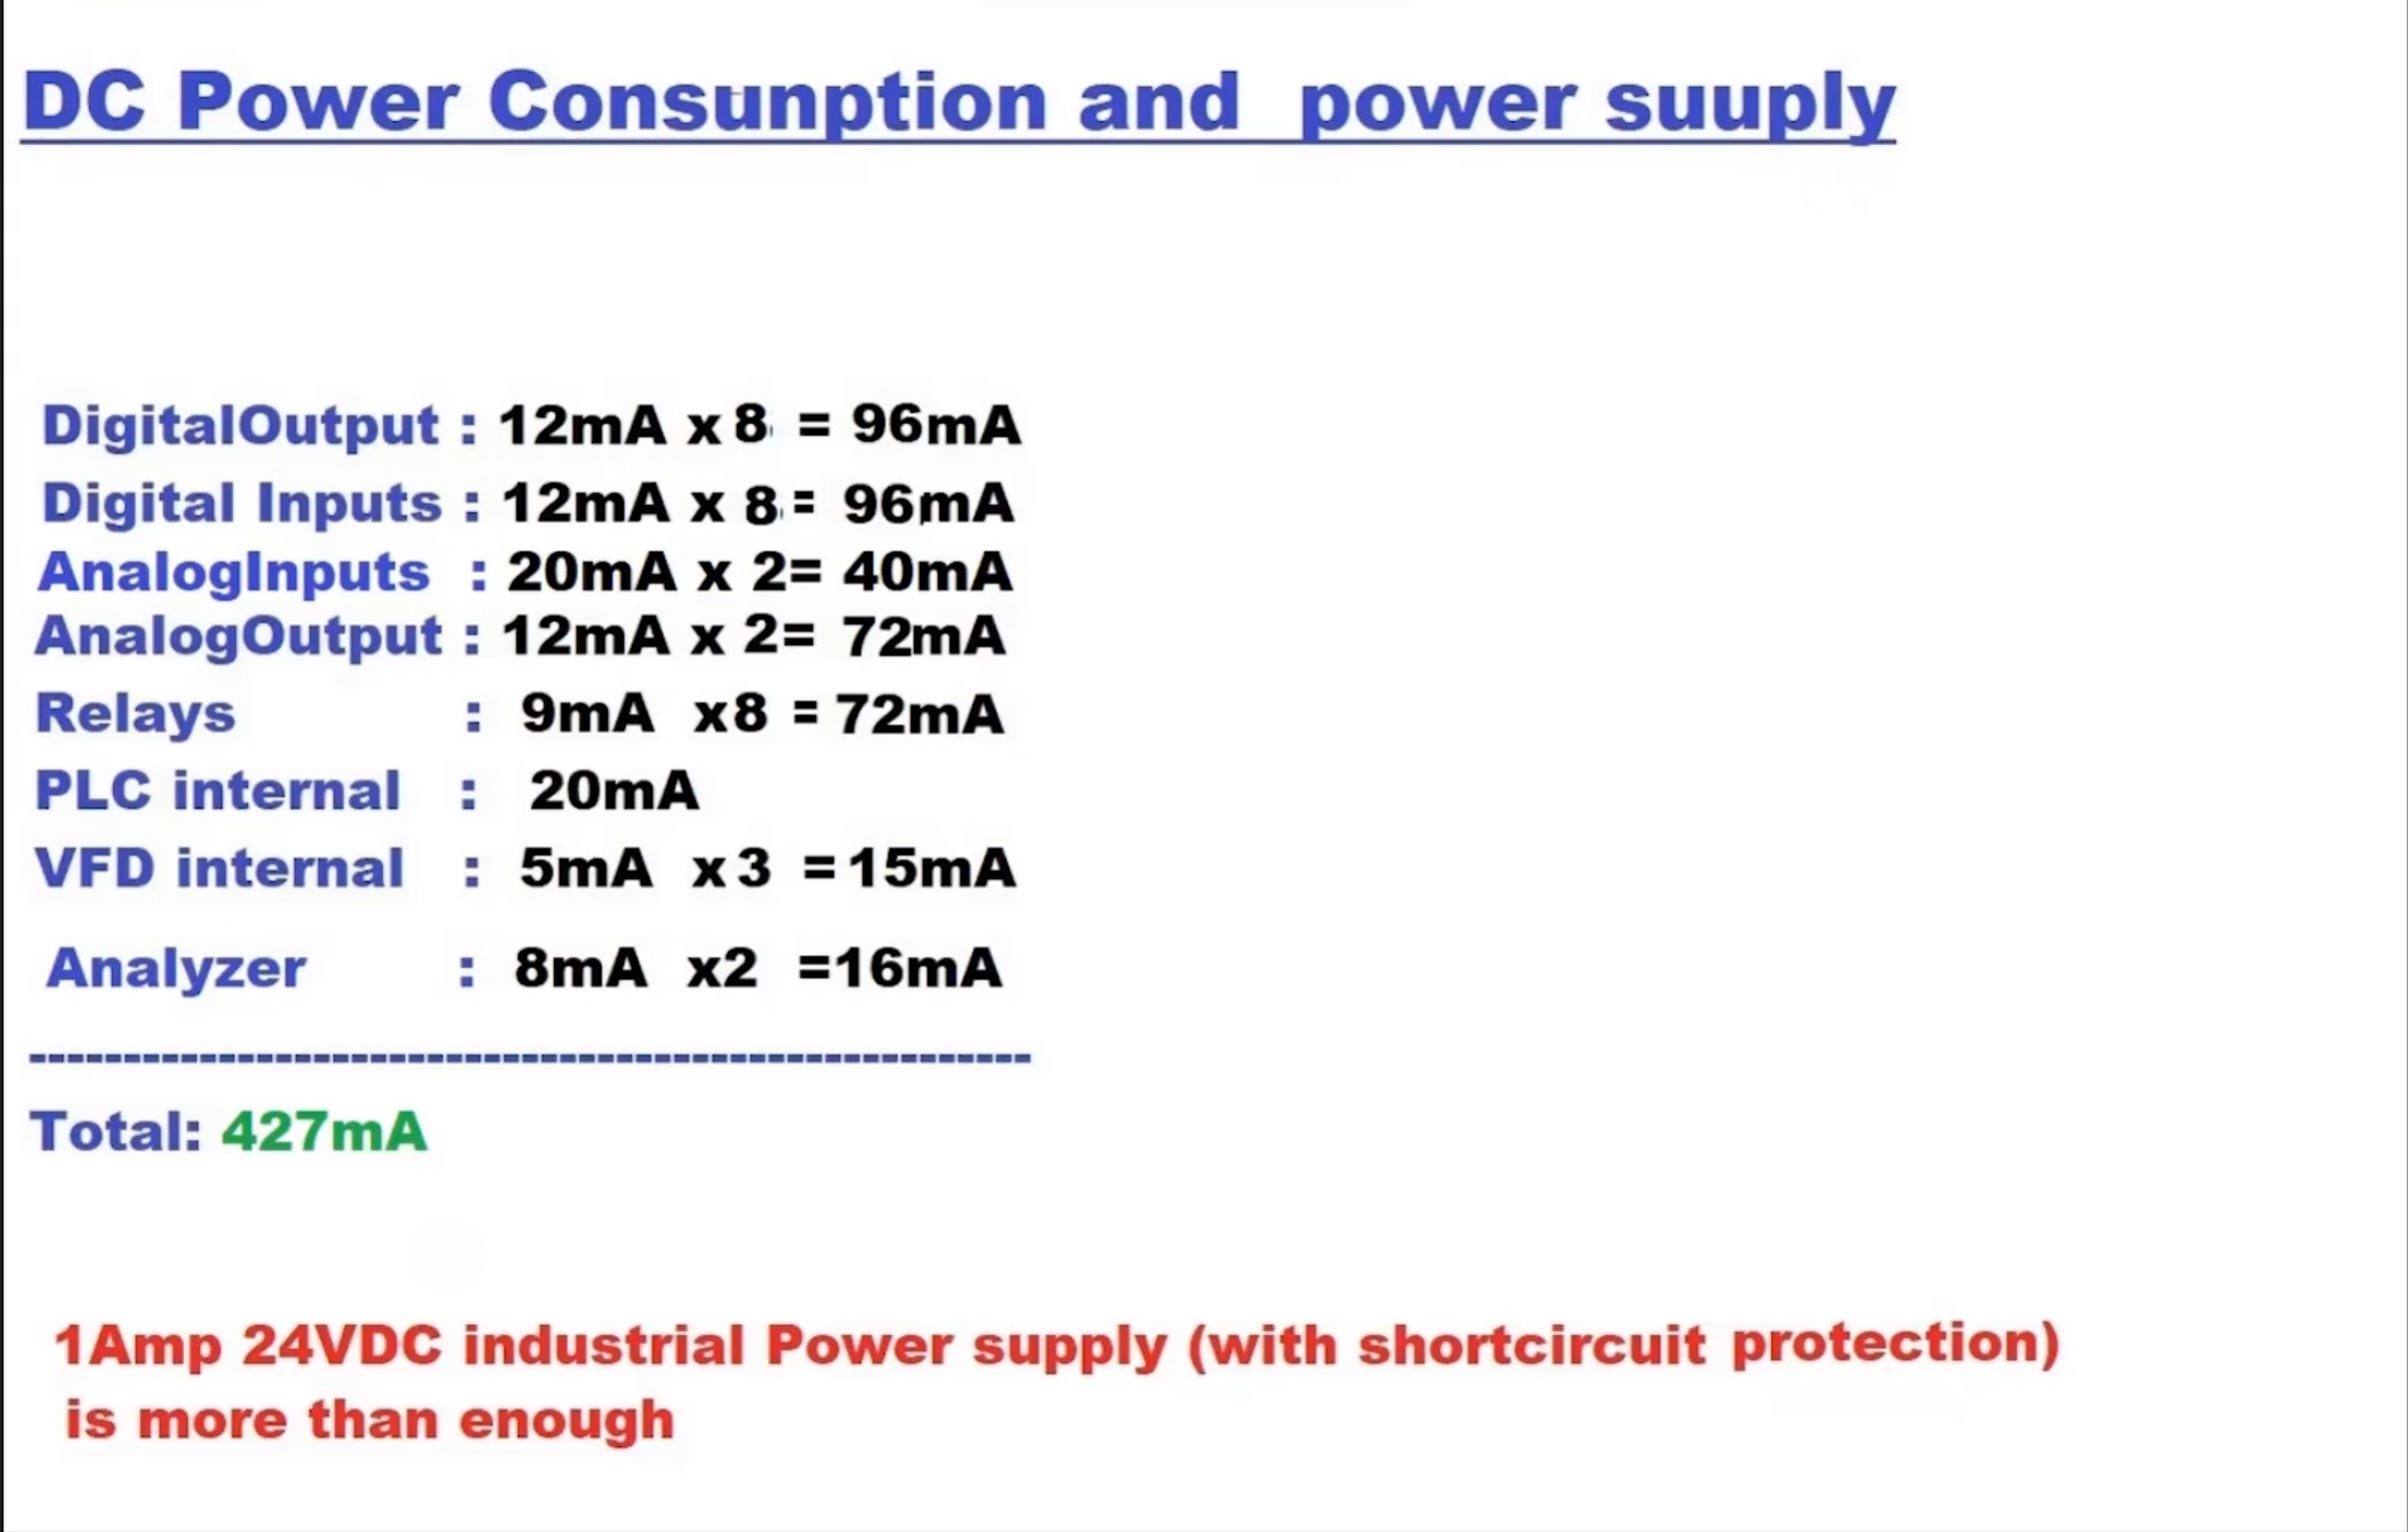 DC Power Consunption and power suuply
DigitalOutput : 12mA x 8 = 96mA
Digital Inputs : 12mA x 8 = 96mA
AnalogInputs : 20mA x 2= 40mA
AnalogOutput : 12mA x 2= 72mA
Relays : 9mA x8 = 72mA
PLC internal : 20mA
VFD internal : 5mA x 3 = 15mA
Analyzer : 8mA x2 =16mA
-----------------------------------------------------
Total: 427mA
1Amp 24VDC industrial Power supply (with shortcircuit protection)
is more than enough